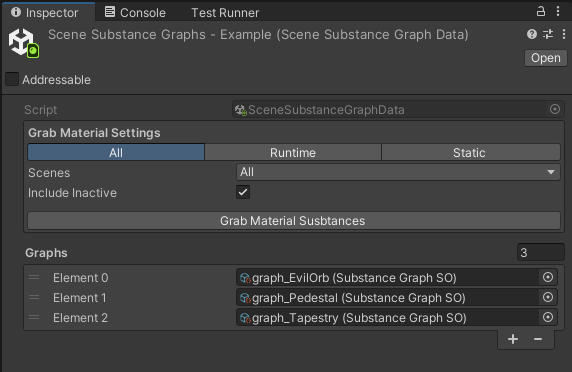 Inspector Console Test Runner
Scene Substance Graphs - Example (Scene Substance Graph Data)
Open
Addressable
Script SceneSubstanceGraphData
Grab Material Settings
All Runtime Static
Scenes All
Include Inactive
Grab Material Susbtances
Graphs 3
Element 0 graph_EvilOrb (Substance Graph SO)
Element 1 graph_Pedestal (Substance Graph SO)
Element 2 graph_Tapestry (Substance Graph SO)